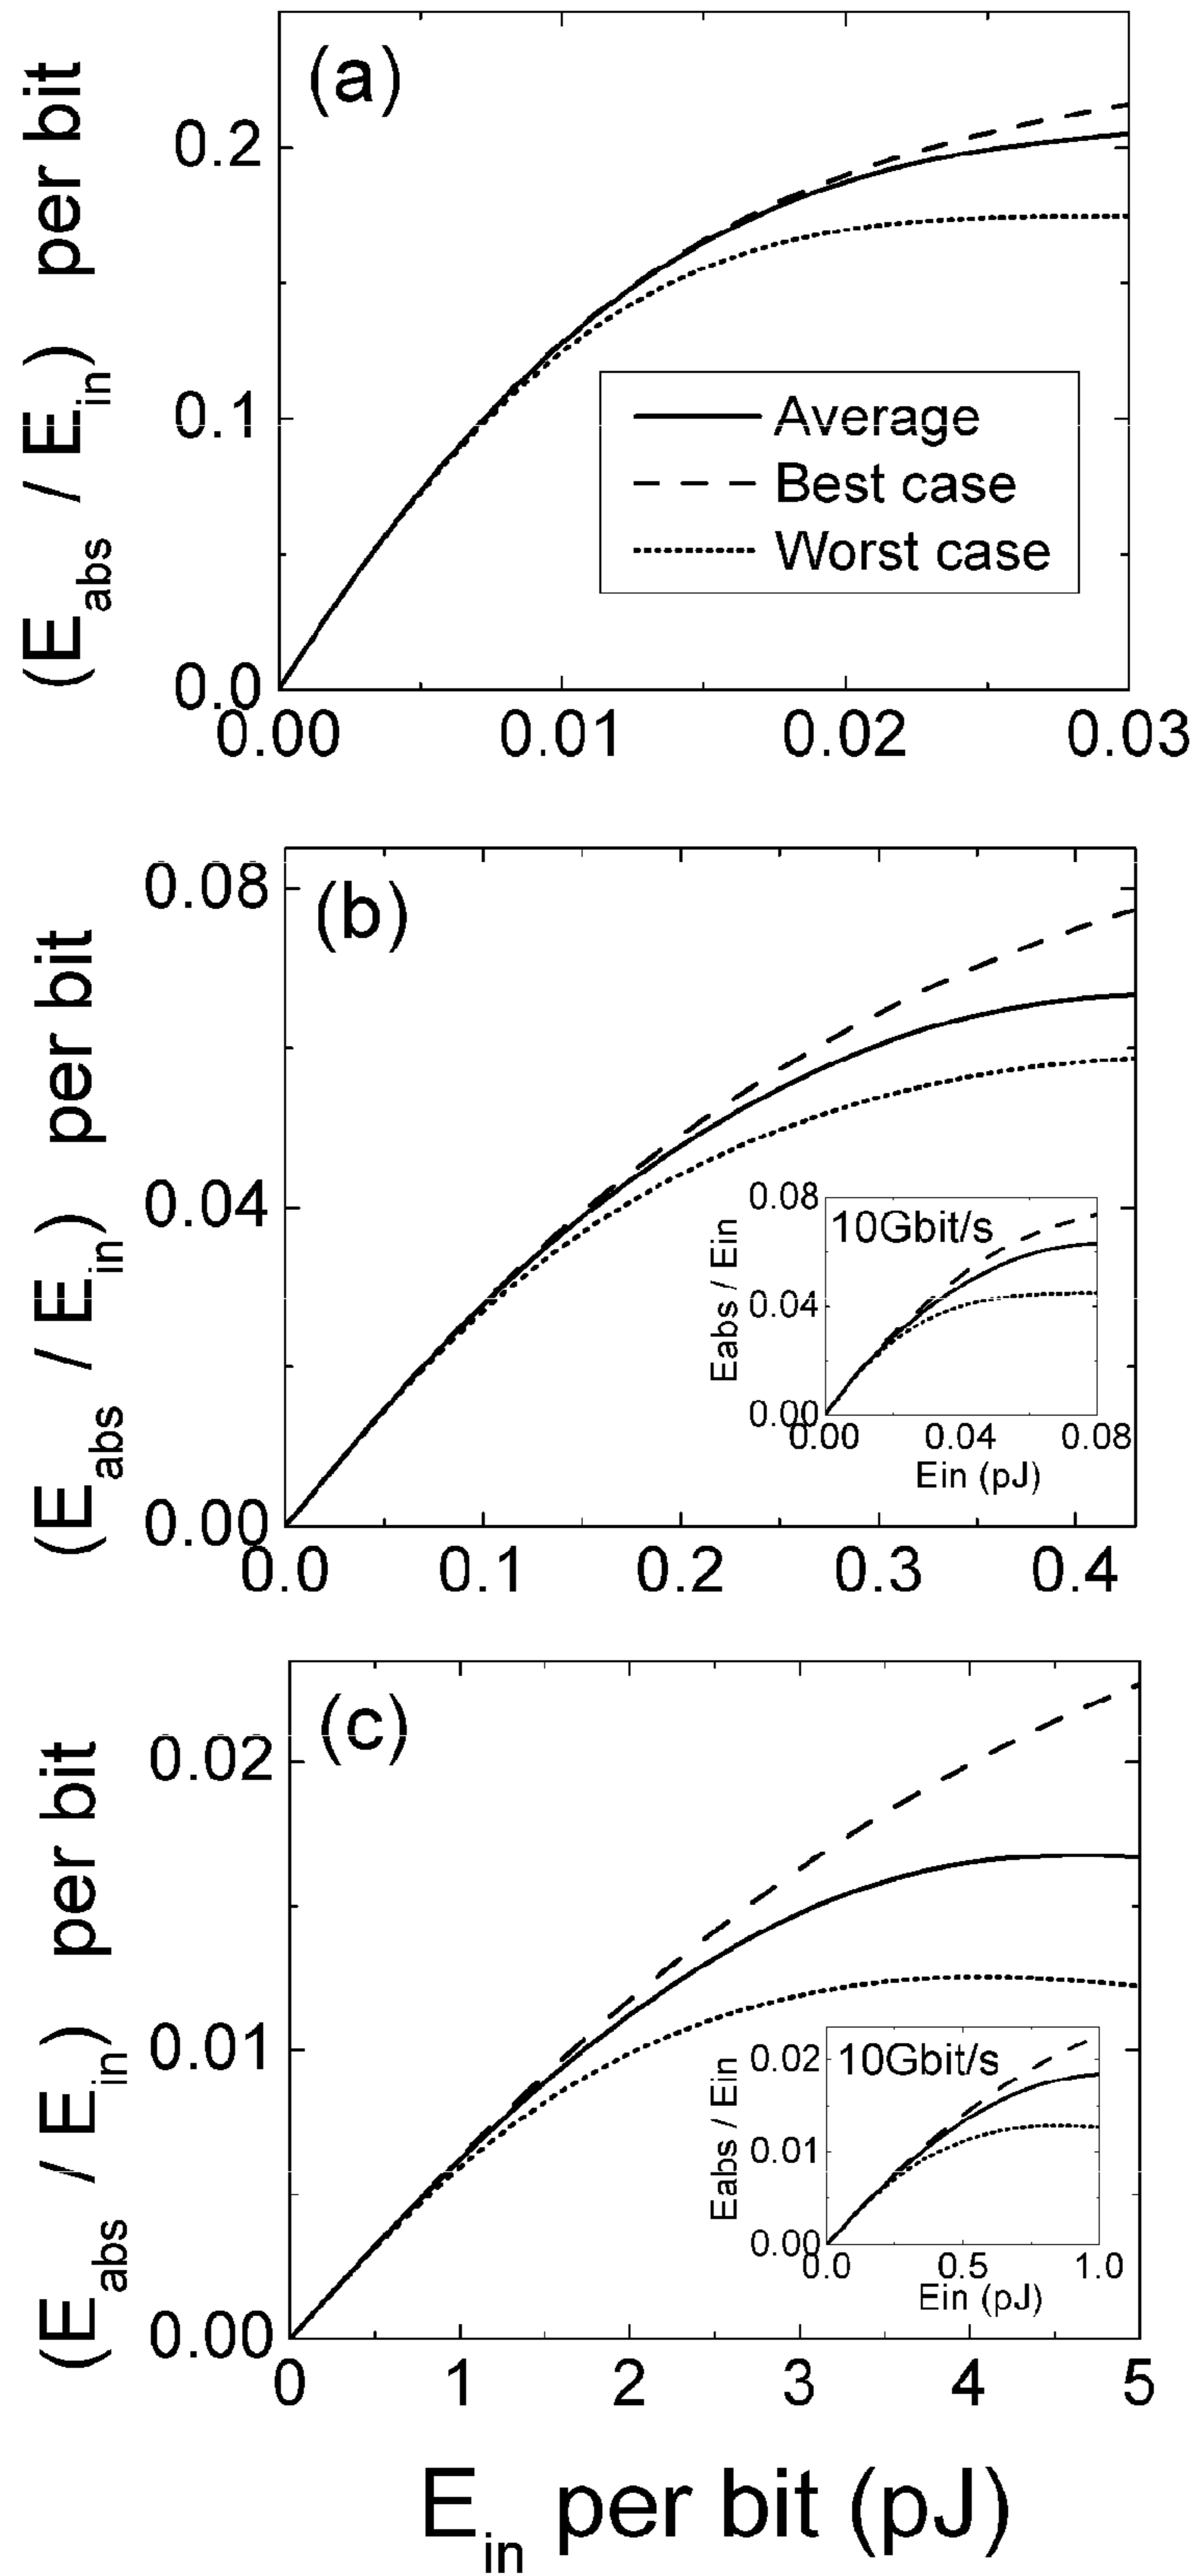 (a)
(E_abs / E_in) per bit
0.2
0.1
0.0
Average
Best case
Worst case
0.00 0.01 0.02 0.03
(b)
(E_abs / E_in) per bit
0.08
0.04
0.00
0.0 0.1 0.2 0.3 0.4
10Gbit/s
Eabs / Ein
0.08
0.04
0.00
0.00 0.04 0.08
Ein (pJ)
(c)
(E_abs / E_in) per bit
0.02
0.01
0.00
0 1 2 3 4 5
10Gbit/s
Eabs / Ein
0.02
0.01
0.00
0.0 0.5 1.0
Ein (pJ)
E_in per bit (pJ)